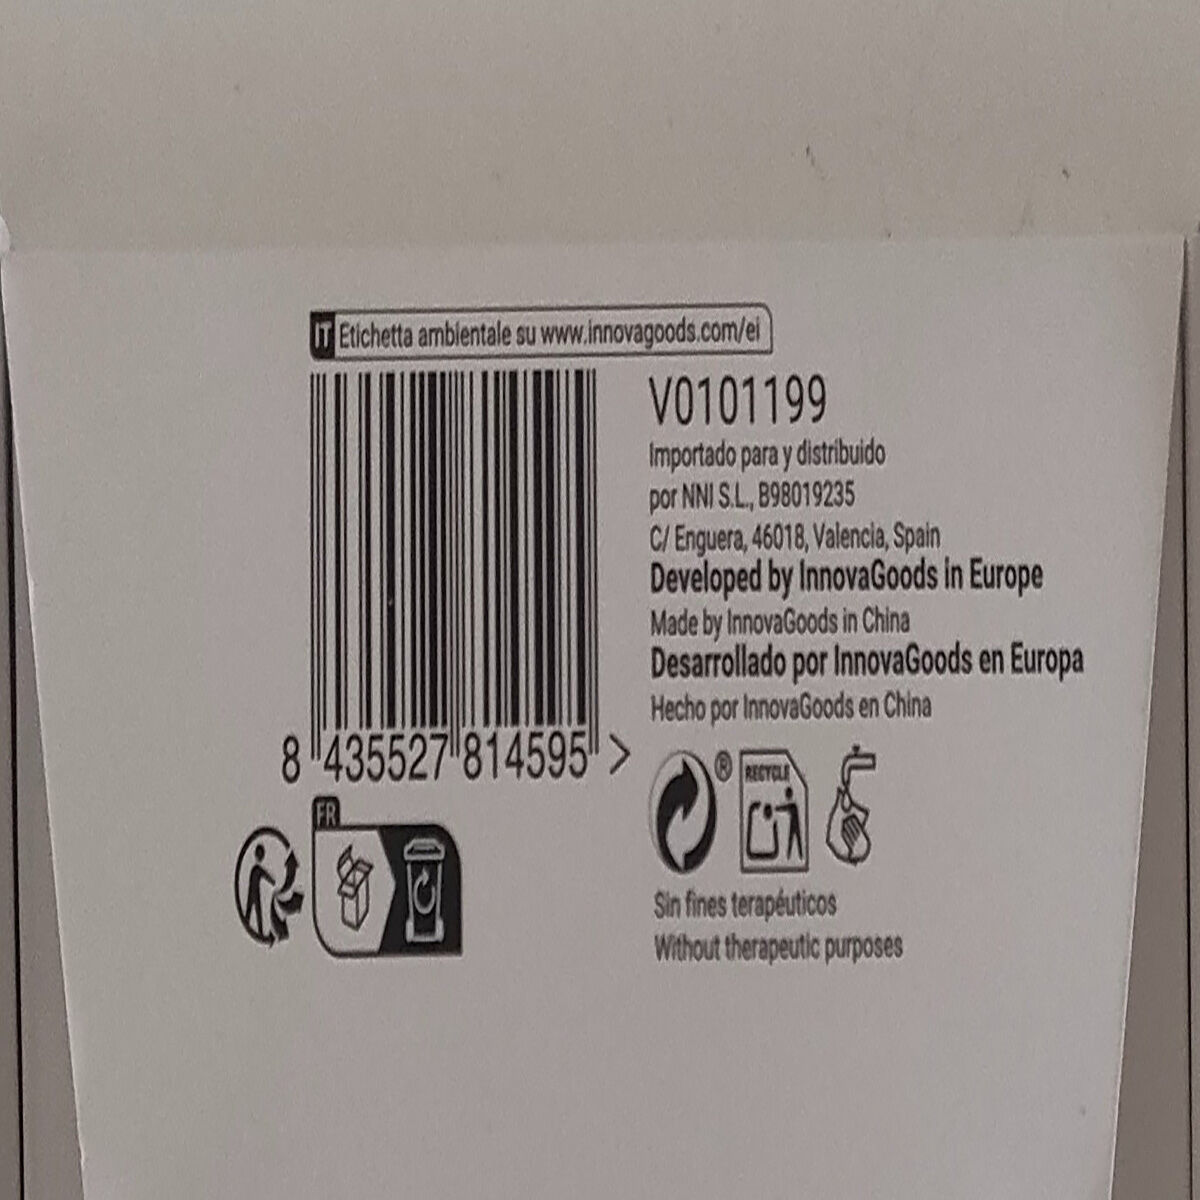 IT Etichetta ambientale su www.innovagoods.com/ei
V0101199
Importado para y distribuido
por NNI S.L., B98019235
C/ Enguera, 46018, Valencia, Spain
Developed by InnovaGoods in Europe
Made by InnovaGoods in China
Desarrollado por InnovaGoods en Europa
Hecho por InnovaGoods en China
8 435527 814595 >
® RECYCLE
FR
Sin fines terapéuticos
Without therapeutic purposes